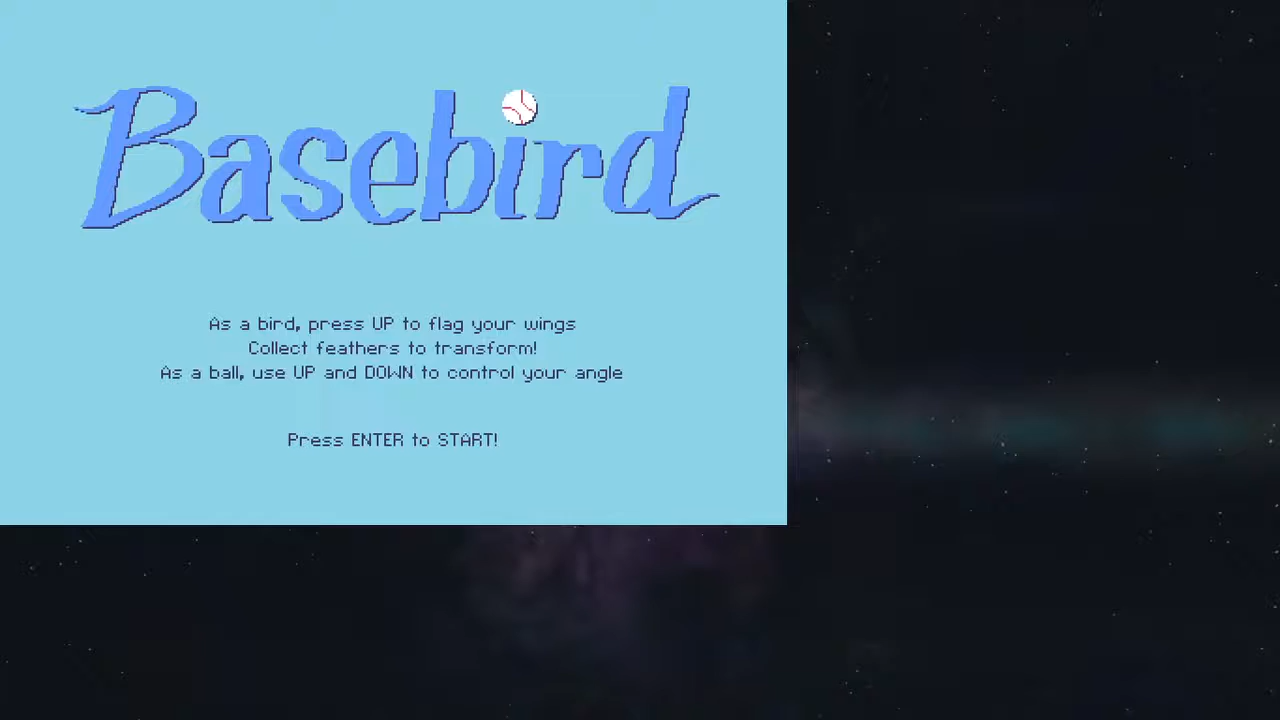 Basebird
As a bird, press UP to flag your wings
Collect feathers to transform!
As a ball, use UP and DOWN to control your angle
Press ENTER to START!